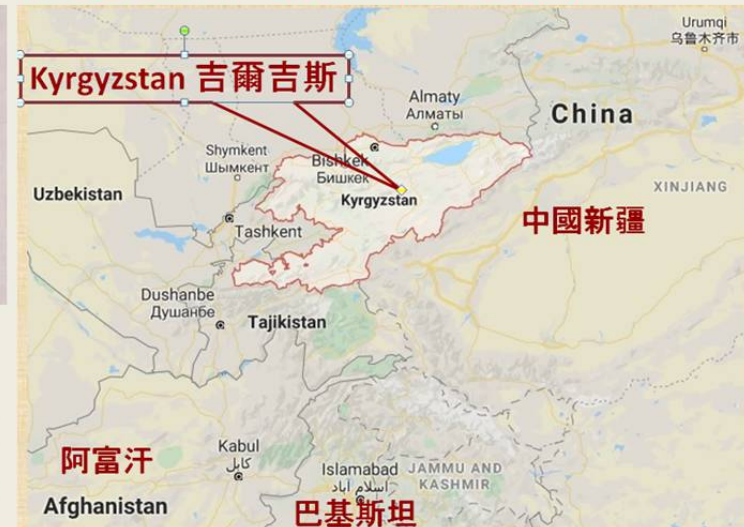 Urumqi
乌鲁木齐市
Kyrgyzstan 吉爾吉斯
Almaty
Алматы
China
Shymkent
Шымкент
Bishkek
Бишкек
Uzbekistan
Kyrgyzstan
XINJIANG
中國新疆
Tashkent
Dushanbe
Душанбе
Tajikistan
阿富汗
Kabul
کابل
Islamabad
اسلام آباد
JAMMU AND
KASHMIR
Afghanistan
巴基斯坦